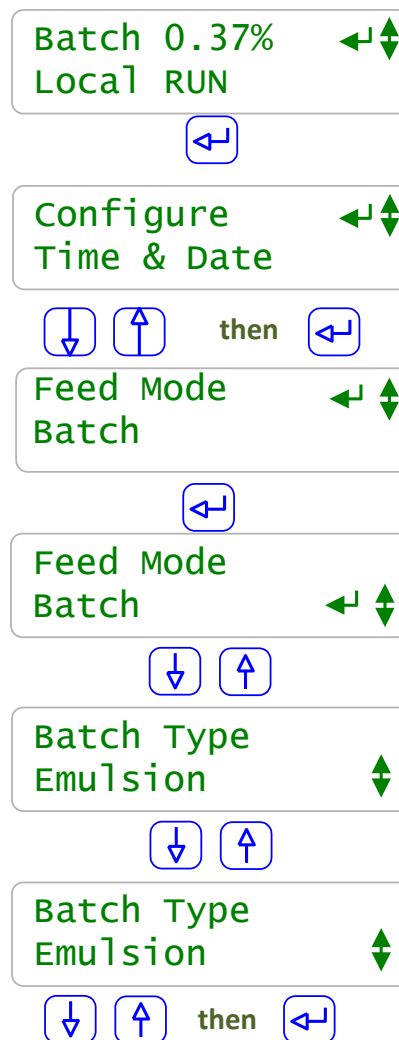 Batch 0.37%
Local RUN
Configure
Time & Date
then
Feed Mode
Batch
Feed Mode
Batch
Batch Type
Emulsion
Batch Type
Emulsion
then